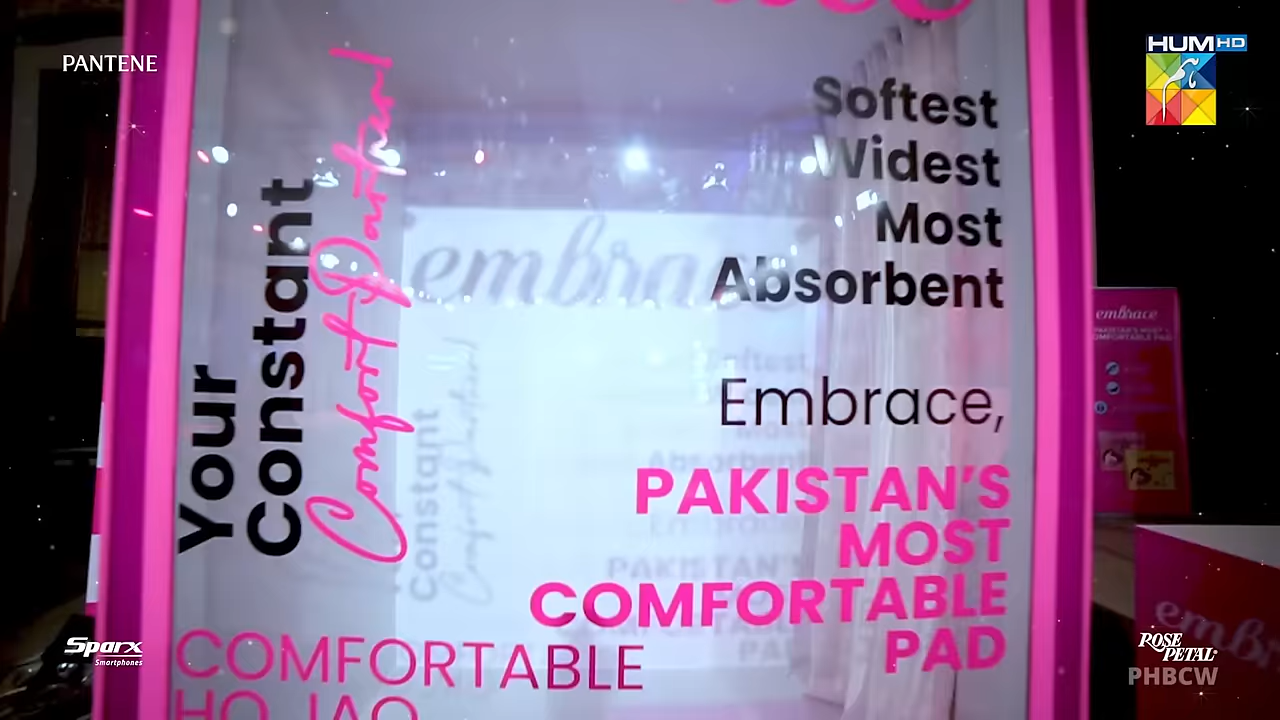 PANTENE
HUM HD
Softest
Widest
Most
Absorbent
Your
Constant
Comfort Partner!
embrace
Embrace,
PAKISTAN'S
MOST
COMFORTABLE
PAD
COMFORTABLE
HO JAO
embrace
PAKISTAN'S MOST
COMFORTABLE PAD
Constant
Sparx
Smartphones
ROSE
PETAL
PHBCW